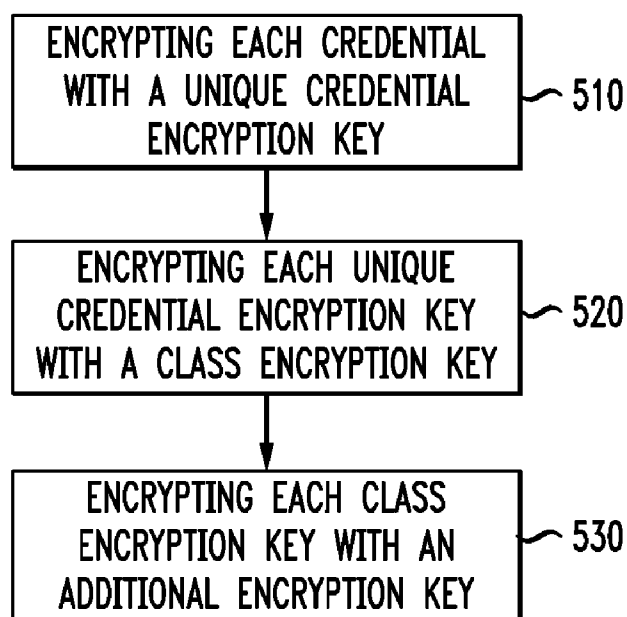 ENCRYPTING EACH CREDENTIAL
WITH A UNIQUE CREDENTIAL
ENCRYPTION KEY
510
ENCRYPTING EACH UNIQUE
CREDENTIAL ENCRYPTION KEY
WITH A CLASS ENCRYPTION KEY
520
ENCRYPTING EACH CLASS
ENCRYPTION KEY WITH AN
ADDITIONAL ENCRYPTION KEY
530